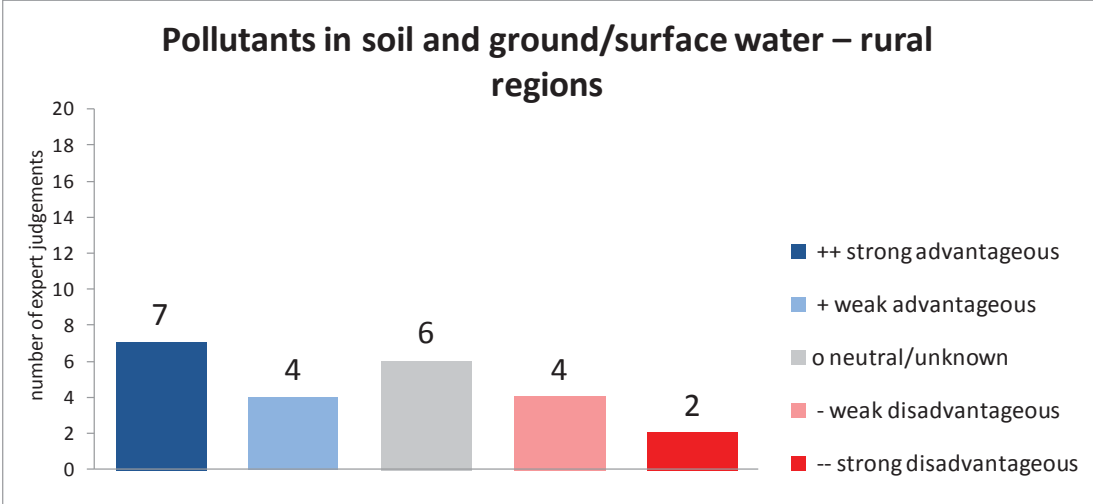 Pollutants in soil and ground/surface water – rural
regions
number of expert judgements
20
18
16
14
12
10
8
6
4
2
0
7
4
6
4
2
++ strong advantageous
+ weak advantageous
o neutral/unknown
- weak disadvantageous
-- strong disadvantageous